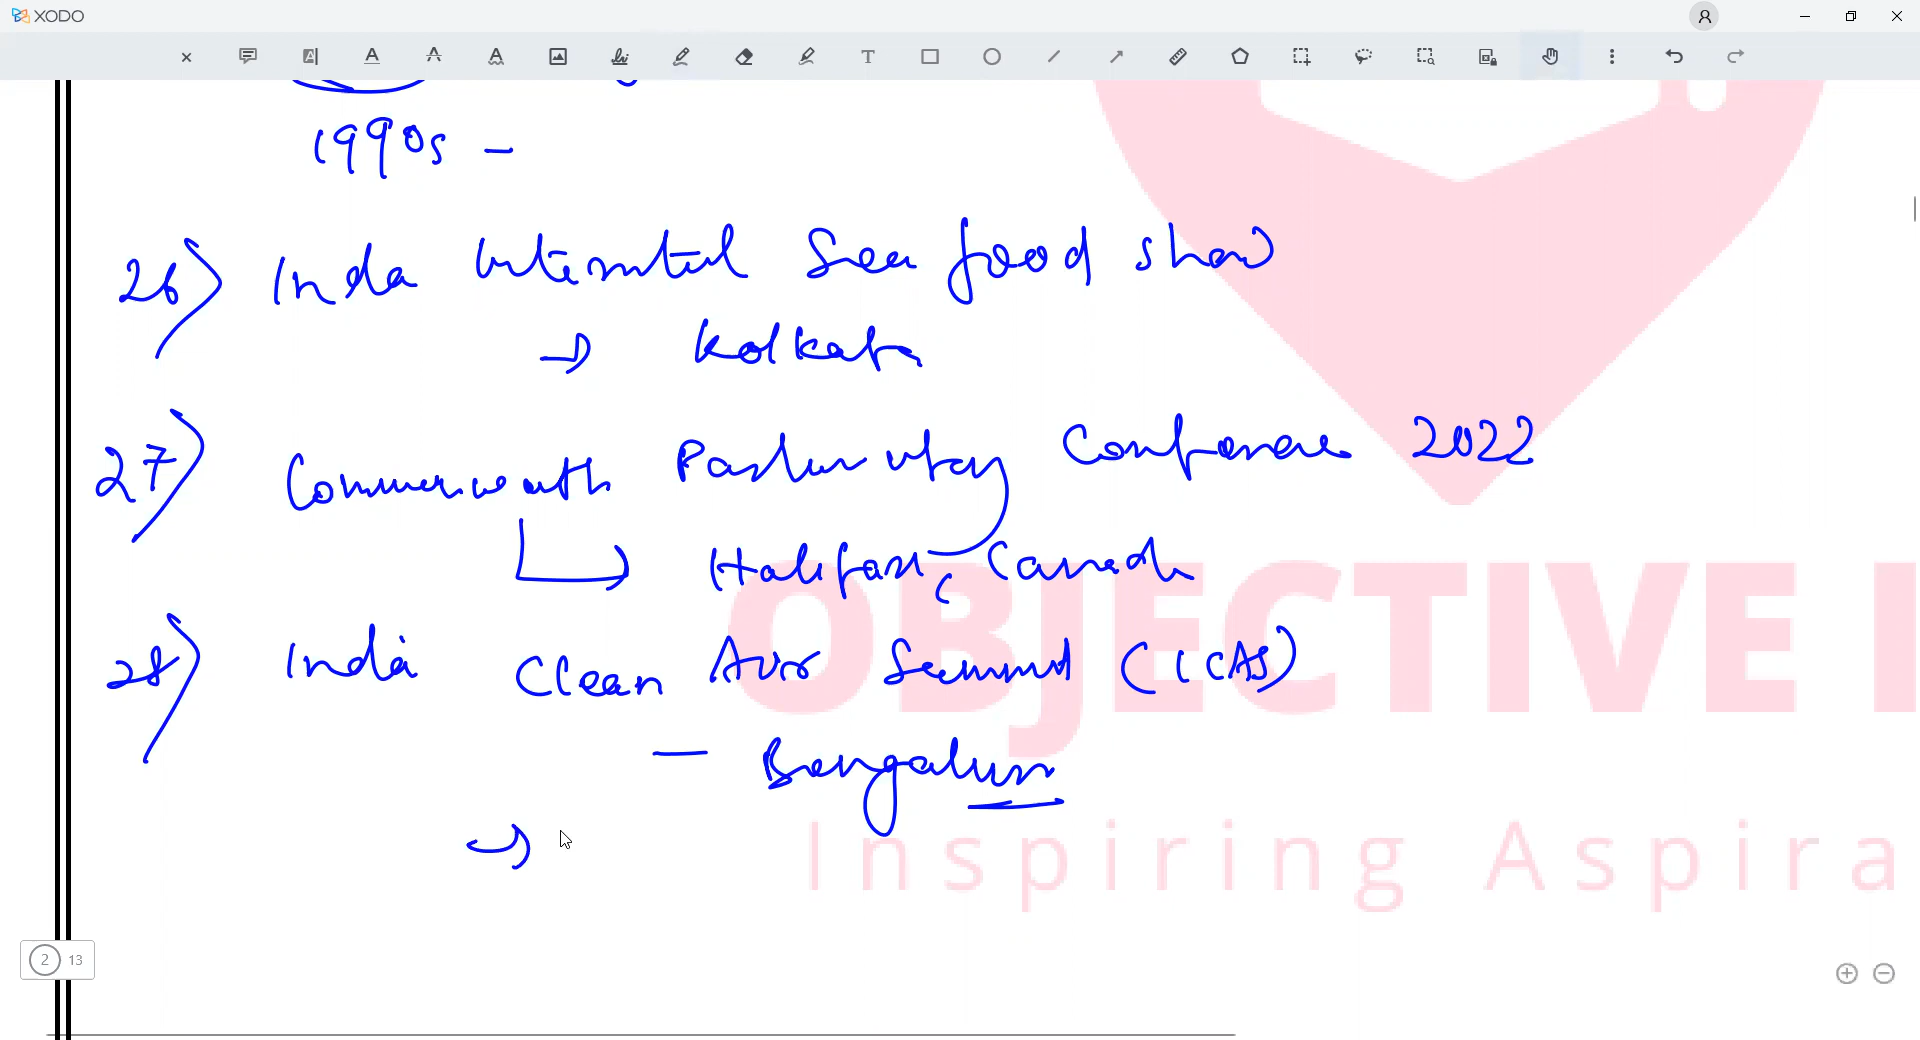 XODO
1990s -
26) India International Sea food show
→ Kolkata
27) Commonwealth Parliamentary Conference 2022
→ Halifax, Canada
28) India Clean Air Summit (ICAS)
- Bengaluru
→
OBJECTIVE I
Inspiring Aspira
2 13